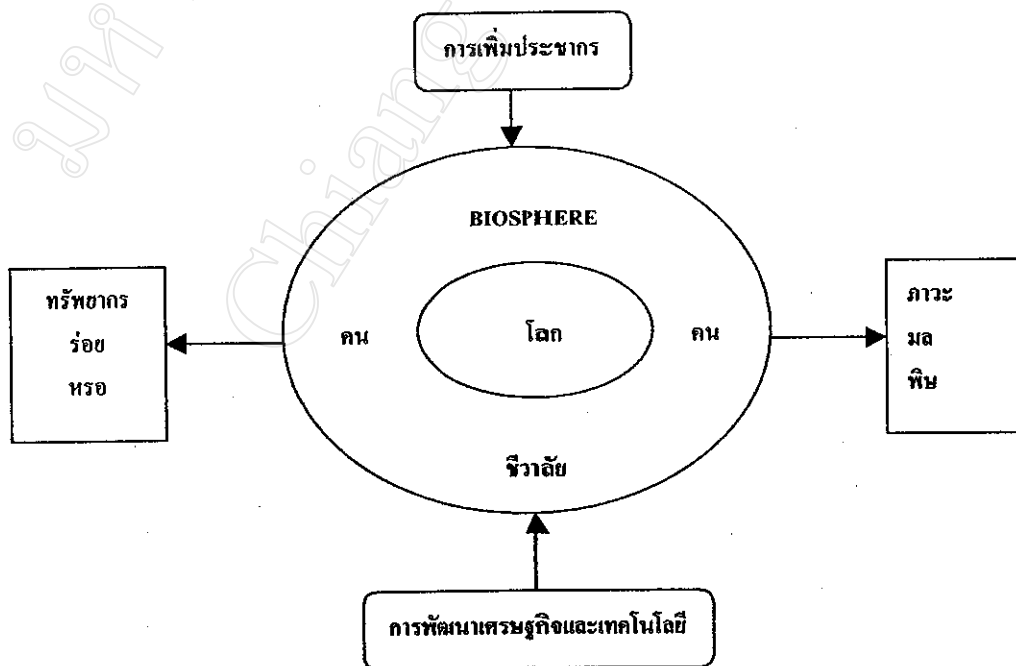 การเพิ่มประชากร
BIOSPHERE
ทรัพยากร
ร่อย
หรอ
คน
โลก
คน
ภาวะ
มล
พิษ
ชีวาลัย
การพัฒนาเศรษฐกิจและเทคโนโลยี
มห
Chiang